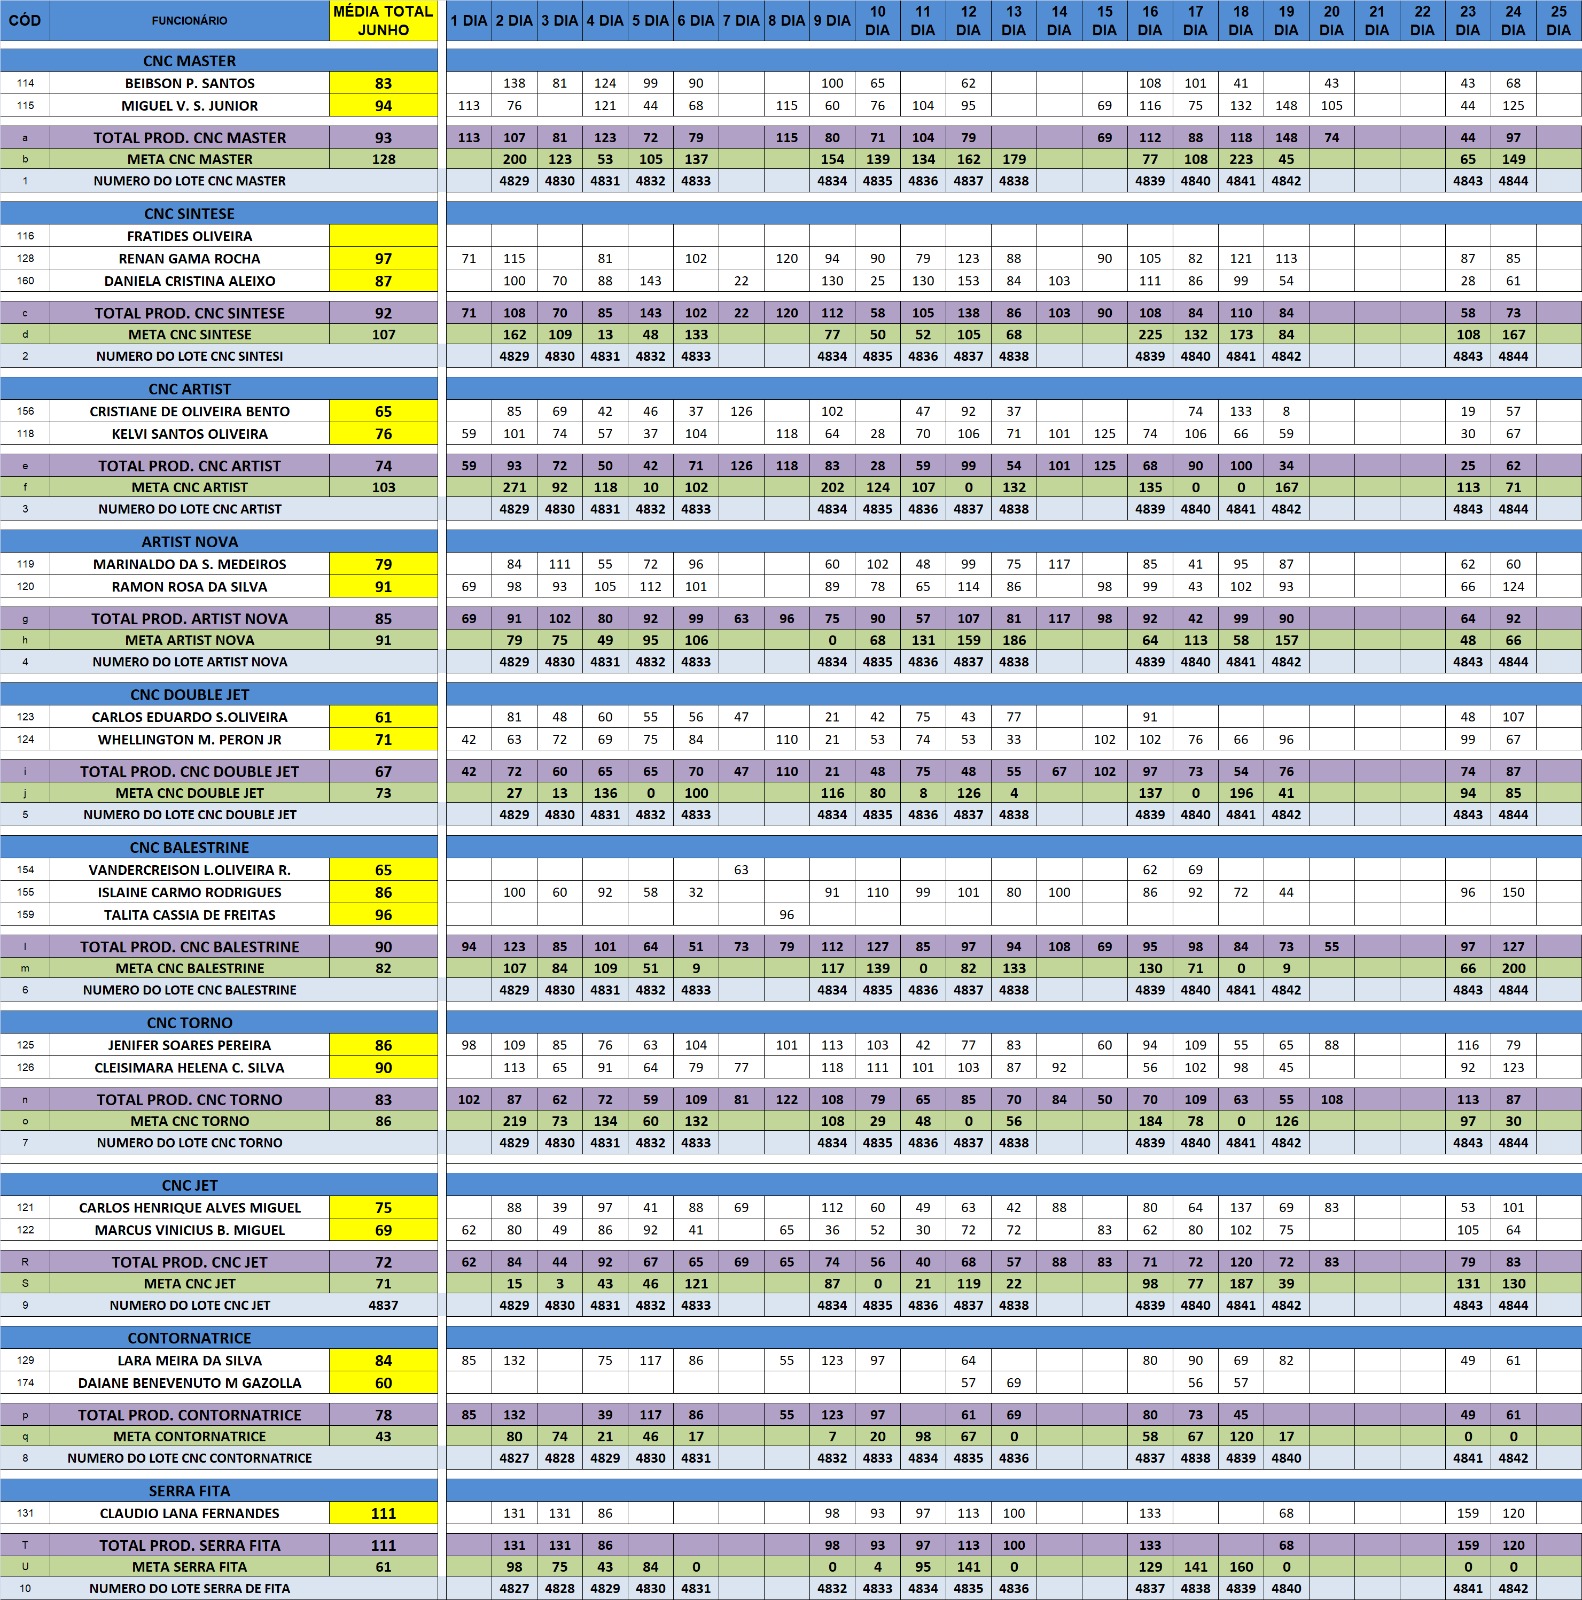 CÓD FUNCIONÁRIO MÉDIA TOTAL JUNHO 1 DIA 2 DIA 3 DIA 4 DIA 5 DIA 6 DIA 7 DIA 8 DIA 9 DIA 10 DIA 11 DIA 12 DIA 13 DIA 14 DIA 15 DIA 16 DIA 17 DIA 18 DIA 19 DIA 20 DIA 21 DIA 22 DIA 23 DIA 24 DIA 25 DIA
CNC MASTER
114 BEIBSON P. SANTOS 83 138 81 124 99 90 100 65 62 108 101 41 43 43 68
115 MIGUEL V. S. JUNIOR 94 113 76 121 44 68 115 60 76 104 95 69 116 75 132 148 105 44 125
a TOTAL PROD. CNC MASTER 93 113 107 81 123 72 79 115 80 71 104 79 69 112 88 118 148 74 44 97
b META CNC MASTER 128 200 123 53 105 137 154 139 134 162 179 77 108 223 45 65 149
1 NUMERO DO LOTE CNC MASTER 4829 4830 4831 4832 4833 4834 4835 4836 4837 4838 4839 4840 4841 4842 4843 4844
CNC SINTESE
116 FRATIDES OLIVEIRA
128 RENAN GAMA ROCHA 97 71 115 81 102 120 94 90 79 123 88 90 105 82 121 113 87 85
160 DANIELA CRISTINA ALEIXO 87 100 70 88 143 22 130 25 130 153 84 103 111 86 99 54 28 61
c TOTAL PROD. CNC SINTESE 92 71 108 70 85 143 102 22 120 112 58 105 138 86 103 90 108 84 110 84 58 73
d META CNC SINTESE 107 162 109 13 48 133 77 50 52 105 68 225 132 173 84 108 167
2 NUMERO DO LOTE CNC SINTESI 4829 4830 4831 4832 4833 4834 4835 4836 4837 4838 4839 4840 4841 4842 4843 4844
CNC ARTIST
156 CRISTIANE DE OLIVEIRA BENTO 65 85 69 42 46 37 126 102 47 92 37 74 133 8 19 57
118 KELVI SANTOS OLIVEIRA 76 59 101 74 57 37 104 118 64 28 70 106 71 101 125 74 106 66 59 30 67
e TOTAL PROD. CNC ARTIST 74 59 93 72 50 42 71 126 118 83 28 59 99 54 101 125 68 90 100 34 25 62
f META CNC ARTIST 103 271 92 118 10 102 202 124 107 0 132 135 0 0 167 113 71
3 NUMERO DO LOTE CNC ARTIST 4829 4830 4831 4832 4833 4834 4835 4836 4837 4838 4839 4840 4841 4842 4843 4844
ARTIST NOVA
119 MARINALDO DA S. MEDEIROS 79 84 111 55 72 96 60 102 48 99 75 117 85 41 95 87 62 60
120 RAMON ROSA DA SILVA 91 69 98 93 105 112 101 89 78 65 114 86 98 99 43 102 93 66 124
g TOTAL PROD. ARTIST NOVA 85 69 91 102 80 92 99 63 96 75 90 57 107 81 117 98 92 42 99 90 64 92
h META ARTIST NOVA 91 79 75 49 95 106 0 68 131 159 186 64 113 58 157 48 66
4 NUMERO DO LOTE ARTIST NOVA 4829 4830 4831 4832 4833 4834 4835 4836 4837 4838 4839 4840 4841 4842 4843 4844
CNC DOUBLE JET
123 CARLOS EDUARDO S.OLIVEIRA 61 81 48 60 55 56 47 21 42 75 43 77 91 48 107
124 WHELLINGTON M. PERON JR 71 42 63 72 69 75 84 110 21 53 74 53 33 102 102 76 66 96 99 67
i TOTAL PROD. CNC DOUBLE JET 67 42 72 60 65 65 70 47 110 21 48 75 48 55 67 102 97 73 54 76 74 87
j META CNC DOUBLE JET 73 27 13 136 0 100 116 80 8 126 4 137 0 196 41 94 85
5 NUMERO DO LOTE CNC DOUBLE JET 4829 4830 4831 4832 4833 4834 4835 4836 4837 4838 4839 4840 4841 4842 4843 4844
CNC BALESTRINE
154 VANDERCREISON L.OLIVEIRA R. 65 63 62 69
155 ISLAINE CARMO RODRIGUES 86 100 60 92 58 32 91 110 99 101 80 100 86 92 72 44 96 150
159 TALITA CASSIA DE FREITAS 96 96
l TOTAL PROD. CNC BALESTRINE 90 94 123 85 101 64 51 73 79 112 127 85 97 94 108 69 95 98 84 73 55 97 127
m META CNC BALESTRINE 82 107 84 109 51 9 117 139 0 82 133 130 71 0 9 66 200
6 NUMERO DO LOTE CNC BALESTRINE 4829 4830 4831 4832 4833 4834 4835 4836 4837 4838 4839 4840 4841 4842 4843 4844
CNC TORNO
125 JENIFER SOARES PEREIRA 86 98 109 85 76 63 104 101 113 103 42 77 83 60 94 109 55 65 88 116 79
126 CLEISIMARA HELENA C. SILVA 90 113 65 91 64 79 77 118 111 101 103 87 92 56 102 98 45 92 123
n TOTAL PROD. CNC TORNO 83 102 87 62 72 59 109 81 122 108 79 65 85 70 84 50 70 109 63 55 108 113 87
o META CNC TORNO 86 219 73 134 60 132 108 29 48 0 56 184 78 0 126 97 30
7 NUMERO DO LOTE CNC TORNO 4829 4830 4831 4832 4833 4834 4835 4836 4837 4838 4839 4840 4841 4842 4843 4844
CNC JET
121 CARLOS HENRIQUE ALVES MIGUEL 75 88 39 97 41 88 69 112 60 49 63 42 88 80 64 137 69 83 53 101
122 MARCUS VINICIUS B. MIGUEL 69 62 80 49 86 92 41 65 36 52 30 72 72 83 62 80 102 75 105 64
R TOTAL PROD. CNC JET 72 62 84 44 92 67 65 69 65 74 56 40 68 57 88 83 71 72 120 72 83 79 83
S META CNC JET 71 15 3 43 46 121 87 0 21 119 22 98 77 187 39 131 130
9 NUMERO DO LOTE CNC JET 4837 4829 4830 4831 4832 4833 4834 4835 4836 4837 4838 4839 4840 4841 4842 4843 4844
CONTORNATRICE
129 LARA MEIRA DA SILVA 84 85 132 75 117 86 55 123 97 64 80 90 69 82 49 61
174 DAIANE BENEVENUTO M GAZOLLA 60 57 69 56 57
p TOTAL PROD. CONTORNATRICE 78 85 132 39 117 86 55 123 97 61 69 80 73 45 49 61
q META CONTORNATRICE 43 80 74 21 46 17 7 20 98 67 0 58 67 120 17 0 0
8 NUMERO DO LOTE CNC CONTORNATRICE 4827 4828 4829 4830 4831 4832 4833 4834 4835 4836 4837 4838 4839 4840 4841 4842
SERRA FITA
131 CLAUDIO LANA FERNANDES 111 131 131 86 98 93 97 113 100 133 68 159 120
T TOTAL PROD. SERRA FITA 111 131 131 86 98 93 97 113 100 133 68 159 120
U META SERRA FITA 61 98 75 43 84 0 0 4 95 141 0 129 141 160 0 0 0
10 NUMERO DO LOTE SERRA DE FITA 4827 4828 4829 4830 4831 4832 4833 4834 4835 4836 4837 4838 4839 4840 4841 4842